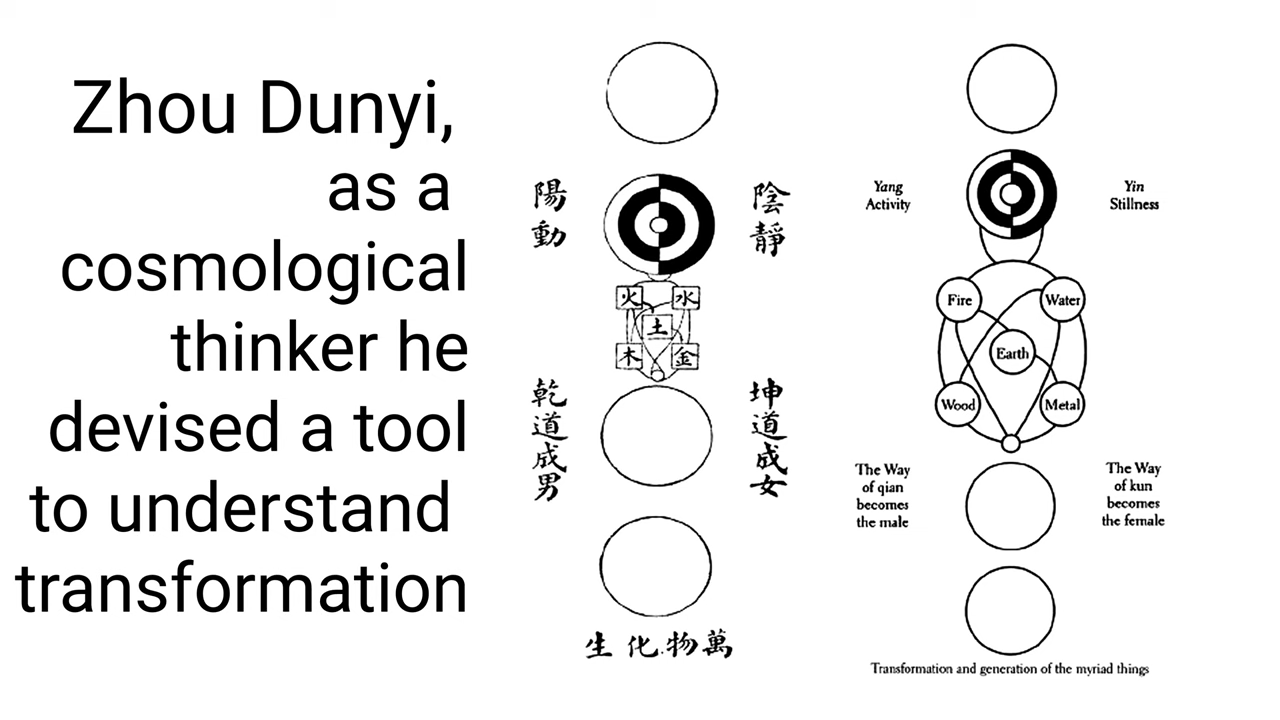 Zhou Dunyi,
as a
cosmological
thinker he
devised a tool
to understand
transformation
陽動
陰靜
火
水
土
木
金
乾道成男
坤道成女
生化物萬
Yang
Activity
Yin
Stillness
Fire
Water
Earth
Wood
Metal
The Way
of qian
becomes
the male
The Way
of kun
becomes
the female
Transformation and generation of the myriad things